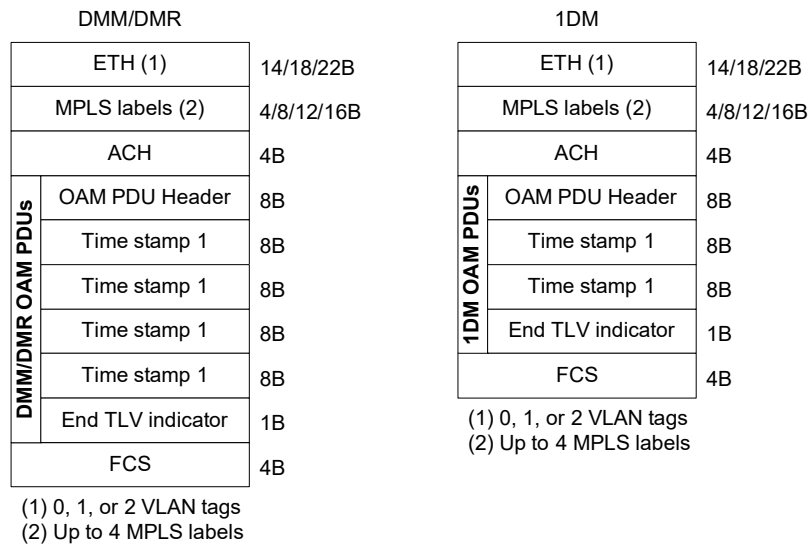 DMM/DMR
ETH (1) 14/18/22B
MPLS labels (2) 4/8/12/16B
ACH 4B
DMM/DMR OAM PDUs
OAM PDU Header 8B
Time stamp 1 8B
Time stamp 1 8B
Time stamp 1 8B
Time stamp 1 8B
End TLV indicator 1B
FCS 4B
(1) 0, 1, or 2 VLAN tags
(2) Up to 4 MPLS labels
1DM
ETH (1) 14/18/22B
MPLS labels (2) 4/8/12/16B
ACH 4B
1DM OAM PDUs
OAM PDU Header 8B
Time stamp 1 8B
Time stamp 1 8B
End TLV indicator 1B
FCS 4B
(1) 0, 1, or 2 VLAN tags
(2) Up to 4 MPLS labels